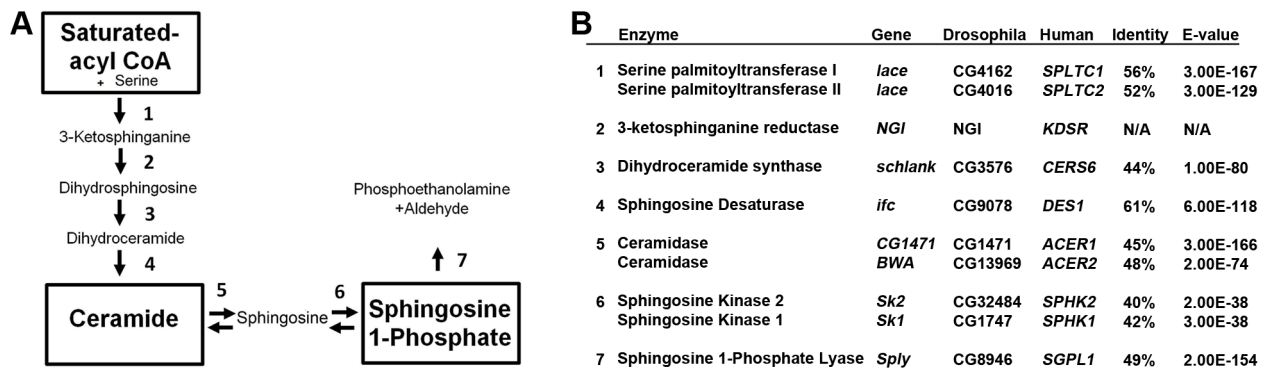 A
Saturated-
acyl CoA
+ Serine
1
3-Ketosphinganine
2
Dihydrosphingosine
3
Dihydroceramide
4
Ceramide
5
Sphingosine
6
Sphingosine
1-Phosphate
7
Phosphoethanolamine
+Aldehyde
B
Enzyme Gene Drosophila Human Identity E-value
1 Serine palmitoyltransferase I lace CG4162 SPLTC1 56% 3.00E-167
Serine palmitoyltransferase II lace CG4016 SPLTC2 52% 3.00E-129
2 3-ketosphinganine reductase NGI NGI KDSR N/A N/A
3 Dihydroceramide synthase schlank CG3576 CERS6 44% 1.00E-80
4 Sphingosine Desaturase ifc CG9078 DES1 61% 6.00E-118
5 Ceramidase CG1471 CG1471 ACER1 45% 3.00E-166
Ceramidase BWA CG13969 ACER2 48% 2.00E-74
6 Sphingosine Kinase 2 Sk2 CG32484 SPHK2 40% 2.00E-38
Sphingosine Kinase 1 Sk1 CG1747 SPHK1 42% 3.00E-38
7 Sphingosine 1-Phosphate Lyase Sply CG8946 SGPL1 49% 2.00E-154